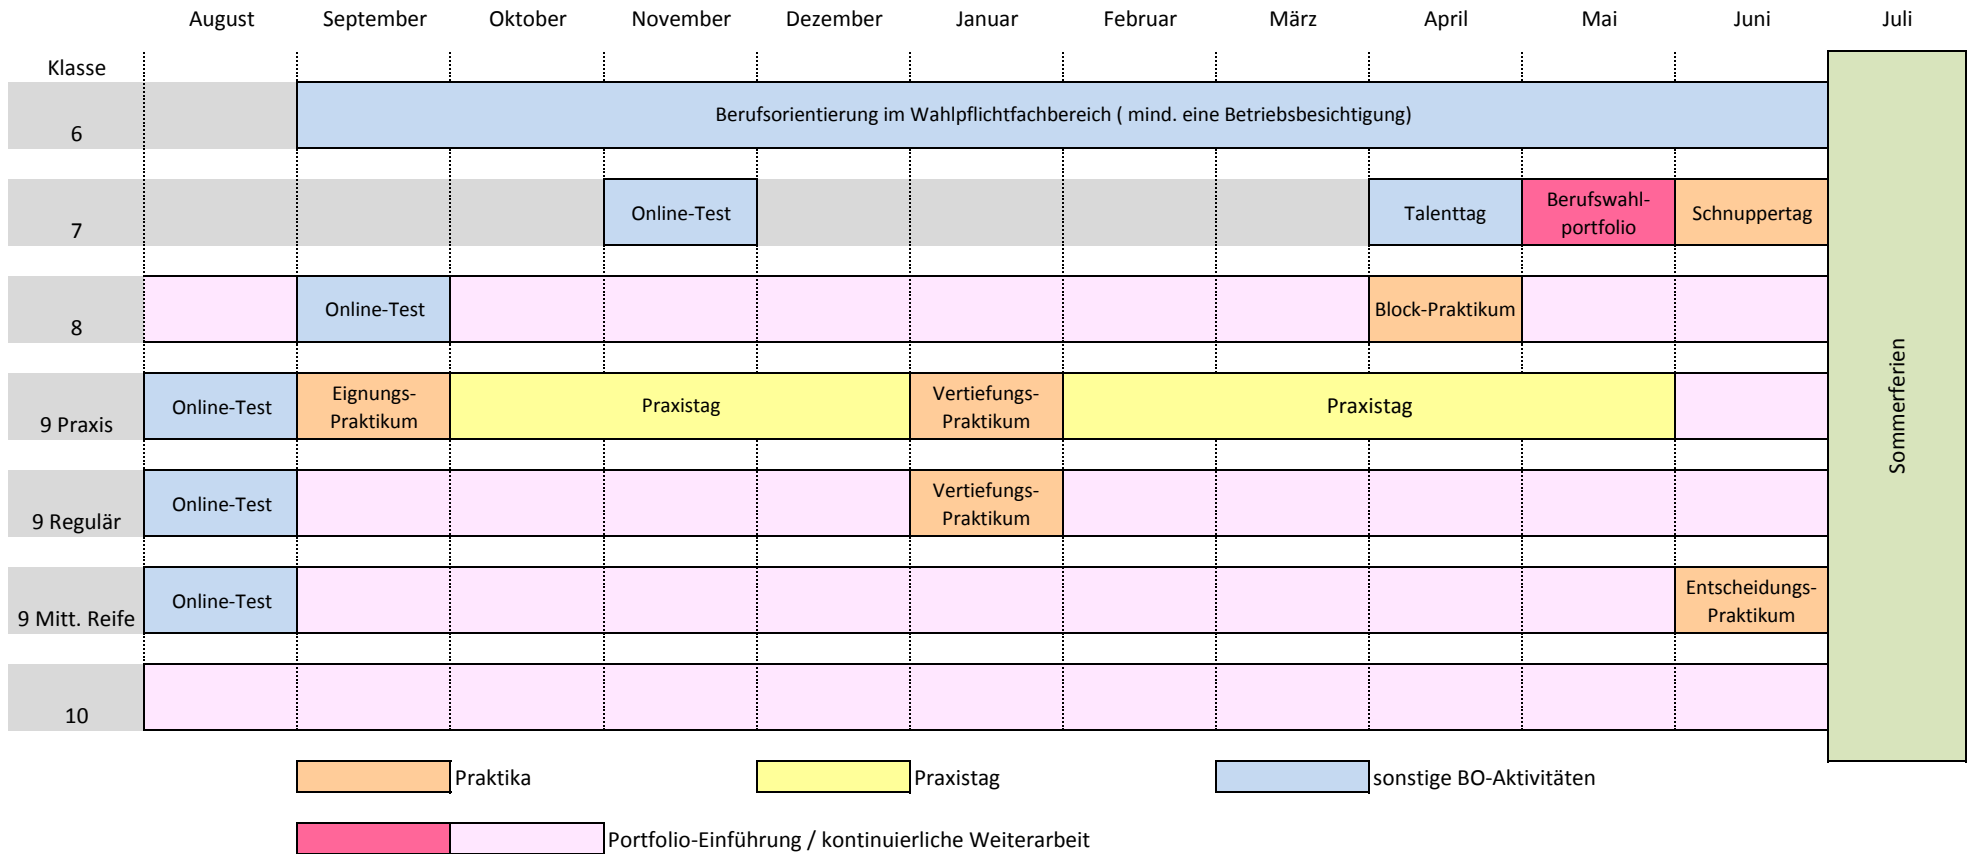 August September Oktober November Dezember Januar Februar März April Mai Juni Juli
Klasse
6 Berufsorientierung im Wahlpflichtfachbereich ( mind. eine Betriebsbesichtigung)
7 Online-Test Talenttag Berufswahl-
portfolio Schnuppertag
8 Online-Test Block-Praktikum
9 Praxis Online-Test Eignungs-
Praktikum Praxistag Vertiefungs-
Praktikum Praxistag
9 Regulär Online-Test Vertiefungs-
Praktikum
9 Mitt. Reife Online-Test Entscheidungs-
Praktikum
10
Sommerferien
Praktika Praxistag sonstige BO-Aktivitäten
Portfolio-Einführung / kontinuierliche Weiterarbeit